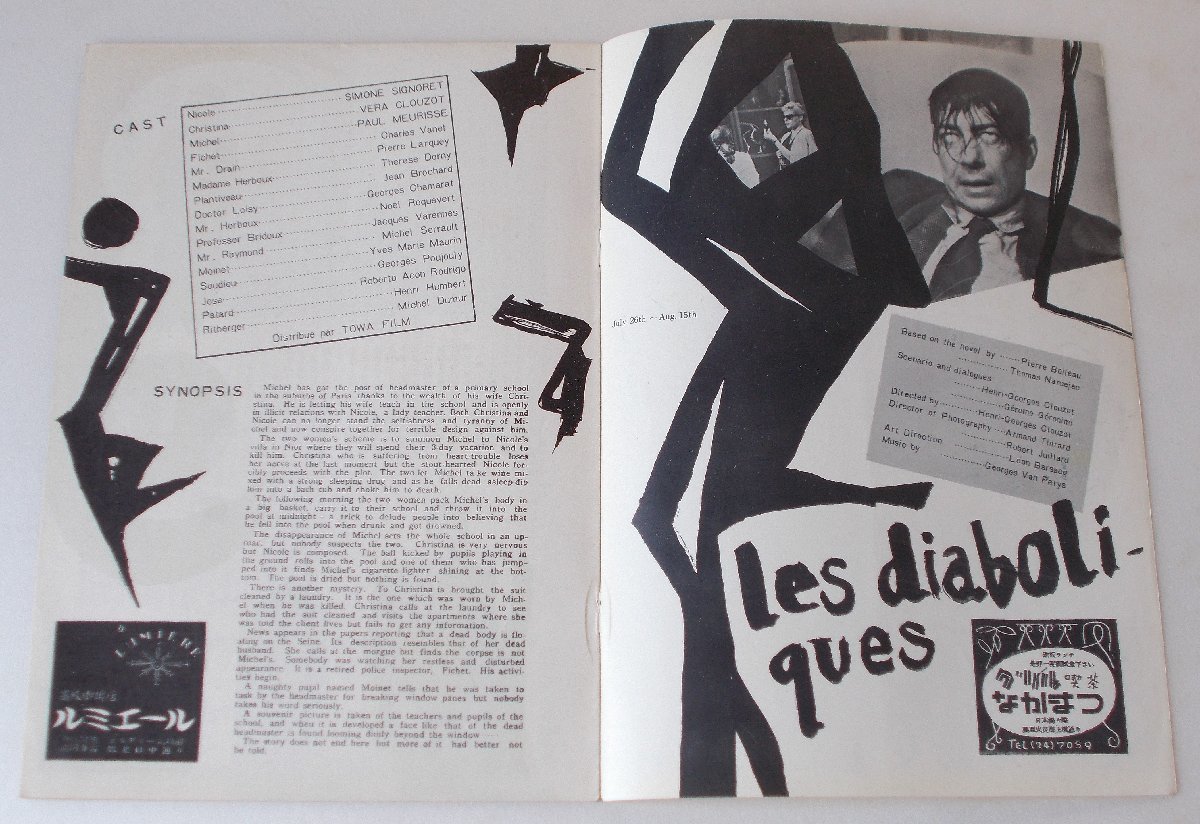 CAST
Nicole SIMONE SIGNORET
Christina VERA CLOUZOT
Michel PAUL MEURISSE
Fichet Charles Vanel
Mr. Drain Pierre Larquey
Madame Herboux Therese Dorny
Plantiveau Jean Brochard
Doctor Loisy Georges Chamarat
Mr. Herboux Noël Roquevert
Professor Bridoux Jacques Varennes
Mr. Raymond Michel Serrault
Moinet Yves Marie Maurin
Soudieu Georges Poujouly
Jose Roberto Acon Rodrigo
Patard Henri Humbert
Ritberger Michel Dumur
Distribue par TOWA FILM
SYNOPSIS
Michel has got the post of headmaster of a primary school
in the suburbs of Paris thanks to the wealth of his wife Chri-
stina. He is letting his wife teach in the school and is openly
in illicit relations with Nicole, a lady teacher. Both Christina and
Nicole can no longer stand the selfishness and tyranny of Mi-
chel and now conspire together for terrible design against him.
The two women's scheme is to summon Michel to Nicole's
villa in Nior where they will spend their 3-day vacation and to
kill him. Christina who is suffering from heart-trouble loses
her nerve at the last moment but the stout-hearted Nicole for-
cibly proceeds with the plot. The two let Michel take wine mi-
xed with a strong sleeping drug and as he falls dead asleep
into a bath tub and choke him to death.
The following morning the two women pack Michel's body in
a big basket, carry it to their school and throw it into the
pool at midnight - a trick to delude people into believing that
he fell into the pool when drunk and got drowned.
The disappearance of Michel sets the whole school in an up-
roar, but nobody suspects the two. Christina is very nervous
but Nicole is composed. The ball kicked by pupils playing in
the ground rolls into the pool and one of them who has jump-
ped into it finds Michel's cigarette lighter shining at the bot-
tom. The pool is dried but nothing is found.
There is another mystery. To Christina is brought the suit
cleaned by a laundry. It is the one which was worn by Mich-
el when he was killed. Christina calls at the laundry to see
who had the suit cleaned and visits the apartments where she
was told the client lives but fails to get any information.
News appears in the papers reporting that a dead body is flo-
ating on the Seine. Its description resembles that of her dead
husband. She calls at the morgue but finds the corpse is not
Michel's. Somebody was watching her restless and disturbed
appearance. It is a retired police inspector, Fichet. His activi-
ties begin.
A naughty pupil named Moinet tells that he was taken to
task by the headmaster for breaking window panes but nobody
takes his word seriously.
A souvenir picture is taken of the teachers and pupils of the
school, and when it is developed a face like that of the dead
headmaster is found looming dimly beyond the window ....
The story does not end here but more of it had better not
be told.
LUMIERE
ルミエール
July 26th ~ Aug. 15th
Based on the novel by Pierre Boileau
Thomas Narcejac
Scenario and dialogues
Henri-Georges Clouzot
Gérôme Géronimi
Directed by Henri-Georges Clouzot
Director of Photography Armand Thirard
Robert Juillard
Art Direction Léon Barsacq
Music by Georges Van Parys
les diaboli-
ques
喫茶
ながまつ
TEL (24) 7059